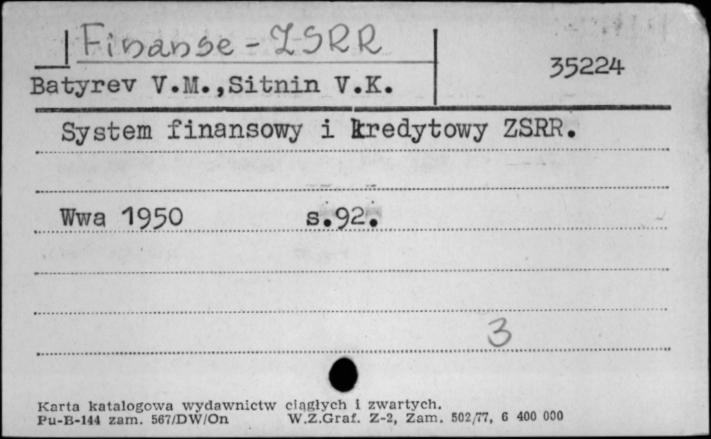 Finanse - ZSRR
35224
Batyrev V.M.,Sitnin V.K.
System finansowy i kredytowy ZSRR.
Wwa 1950 s.92.
3
Karta katalogowa wydawnictw ciągłych i zwartych.
Pu-B-144 zam. 567/DW/On W.Z.Graf. Z-2, Zam. 502/77, 6 400 000